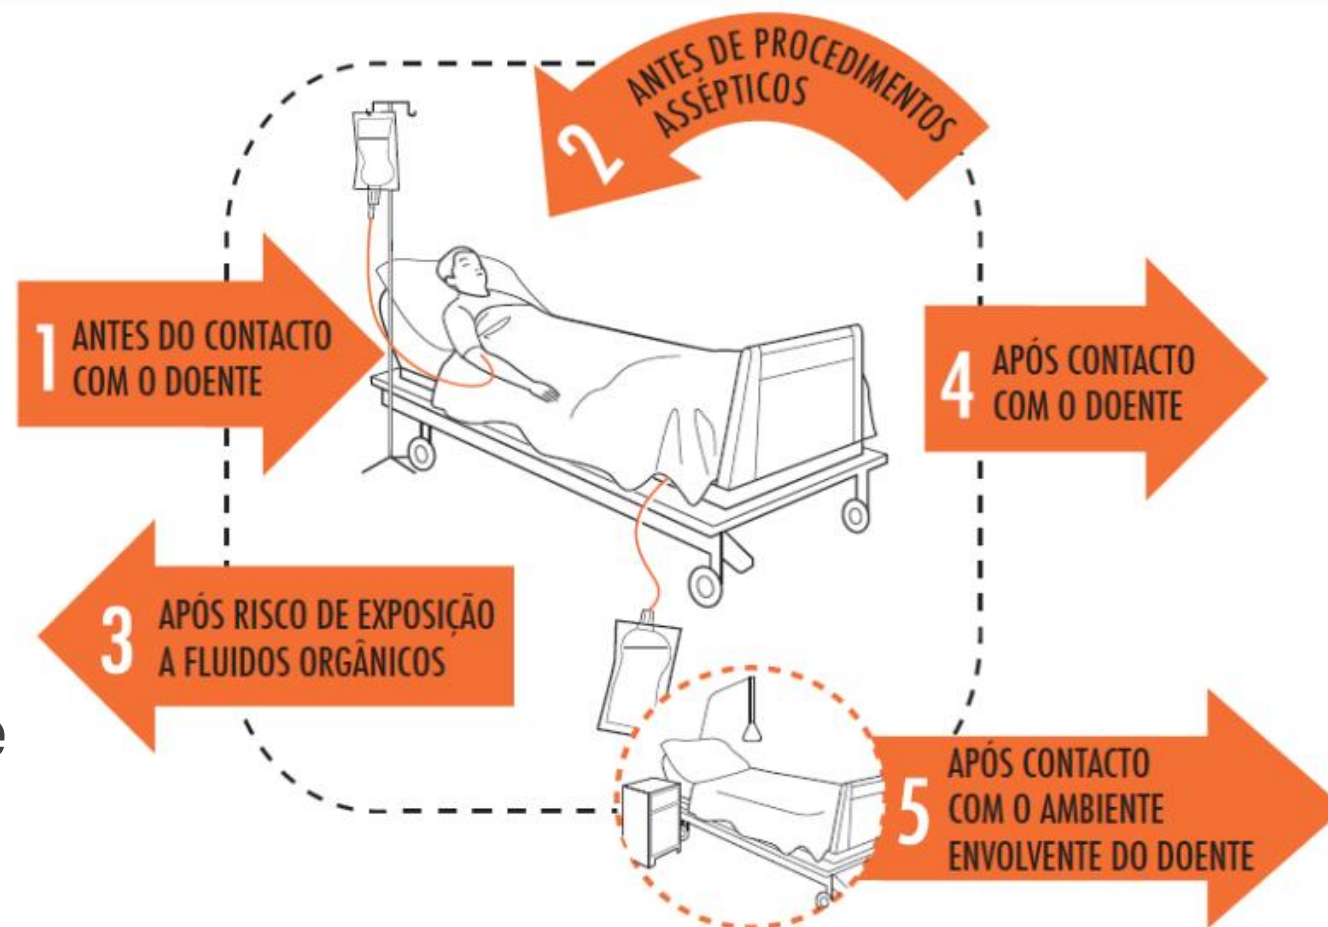 1 ANTES DO CONTACTO
COM O DOENTE
2 ANTES DE PROCEDIMENTOS
ASSÉPTICOS
3 APÓS RISCO DE EXPOSIÇÃO
A FLUIDOS ORGÂNICOS
4 APÓS CONTACTO
COM O DOENTE
5 APÓS CONTACTO
COM O AMBIENTE
ENVOLVENTE DO DOENTE
e